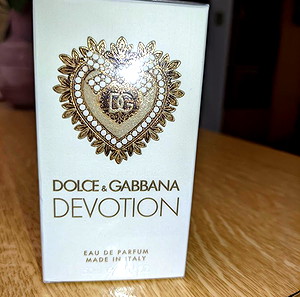 DG
DOLCE & GABBANA
DEVOTION
EAU DE PARFUM
MADE IN ITALY